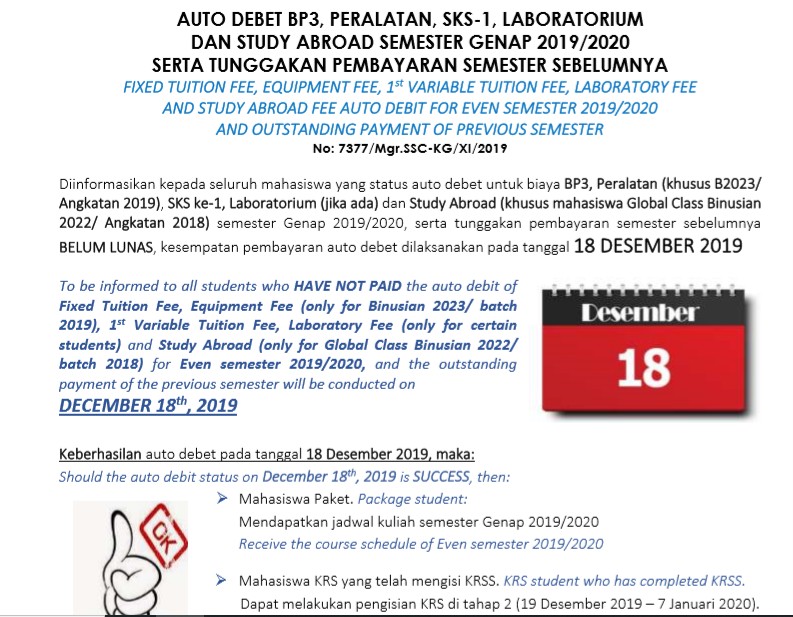 AUTO DEBET BP3, PERALATAN, SKS-1, LABORATORIUM
DAN STUDY ABROAD SEMESTER GENAP 2019/2020
SERTA TUNGGAKAN PEMBAYARAN SEMESTER SEBELUMNYA
FIXED TUITION FEE, EQUIPMENT FEE, 1st VARIABLE TUITION FEE, LABORATORY FEE
AND STUDY ABROAD FEE AUTO DEBIT FOR EVEN SEMESTER 2019/2020
AND OUTSTANDING PAYMENT OF PREVIOUS SEMESTER
No: 7377/Mgr.SSC-KG/XI/2019
Diinformasikan kepada seluruh mahasiswa yang status auto debet untuk biaya BP3, Peralatan (khusus B2023/
Angkatan 2019), SKS ke-1, Laboratorium (jika ada) dan Study Abroad (khusus mahasiswa Global Class Binusian
2022/ Angkatan 2018) semester Genap 2019/2020, serta tunggakan pembayaran semester sebelumnya
BELUM LUNAS, kesempatan pembayaran auto debet dilaksanakan pada tanggal 18 DESEMBER 2019
To be informed to all students who HAVE NOT PAID the auto debit of
Fixed Tuition Fee, Equipment Fee (only for Binusian 2023/ batch
2019), 1st Variable Tuition Fee, Laboratory Fee (only for certain
students) and Study Abroad (only for Global Class Binusian 2022/
batch 2018) for Even semester 2019/2020, and the outstanding
payment of the previous semester will be conducted on
DECEMBER 18th, 2019
Desember
18
Keberhasilan auto debet pada tanggal 18 Desember 2019, maka:
Should the auto debit status on December 18th, 2019 is SUCCESS, then:
OK
➢ Mahasiswa Paket. Package student:
Mendapatkan jadwal kuliah semester Genap 2019/2020
Receive the course schedule of Even semester 2019/2020
➢ Mahasiswa KRS yang telah mengisi KRSS. KRS student who has completed KRSS.
Dapat melakukan pengisian KRS di tahap 2 (19 Desember 2019 – 7 Januari 2020).